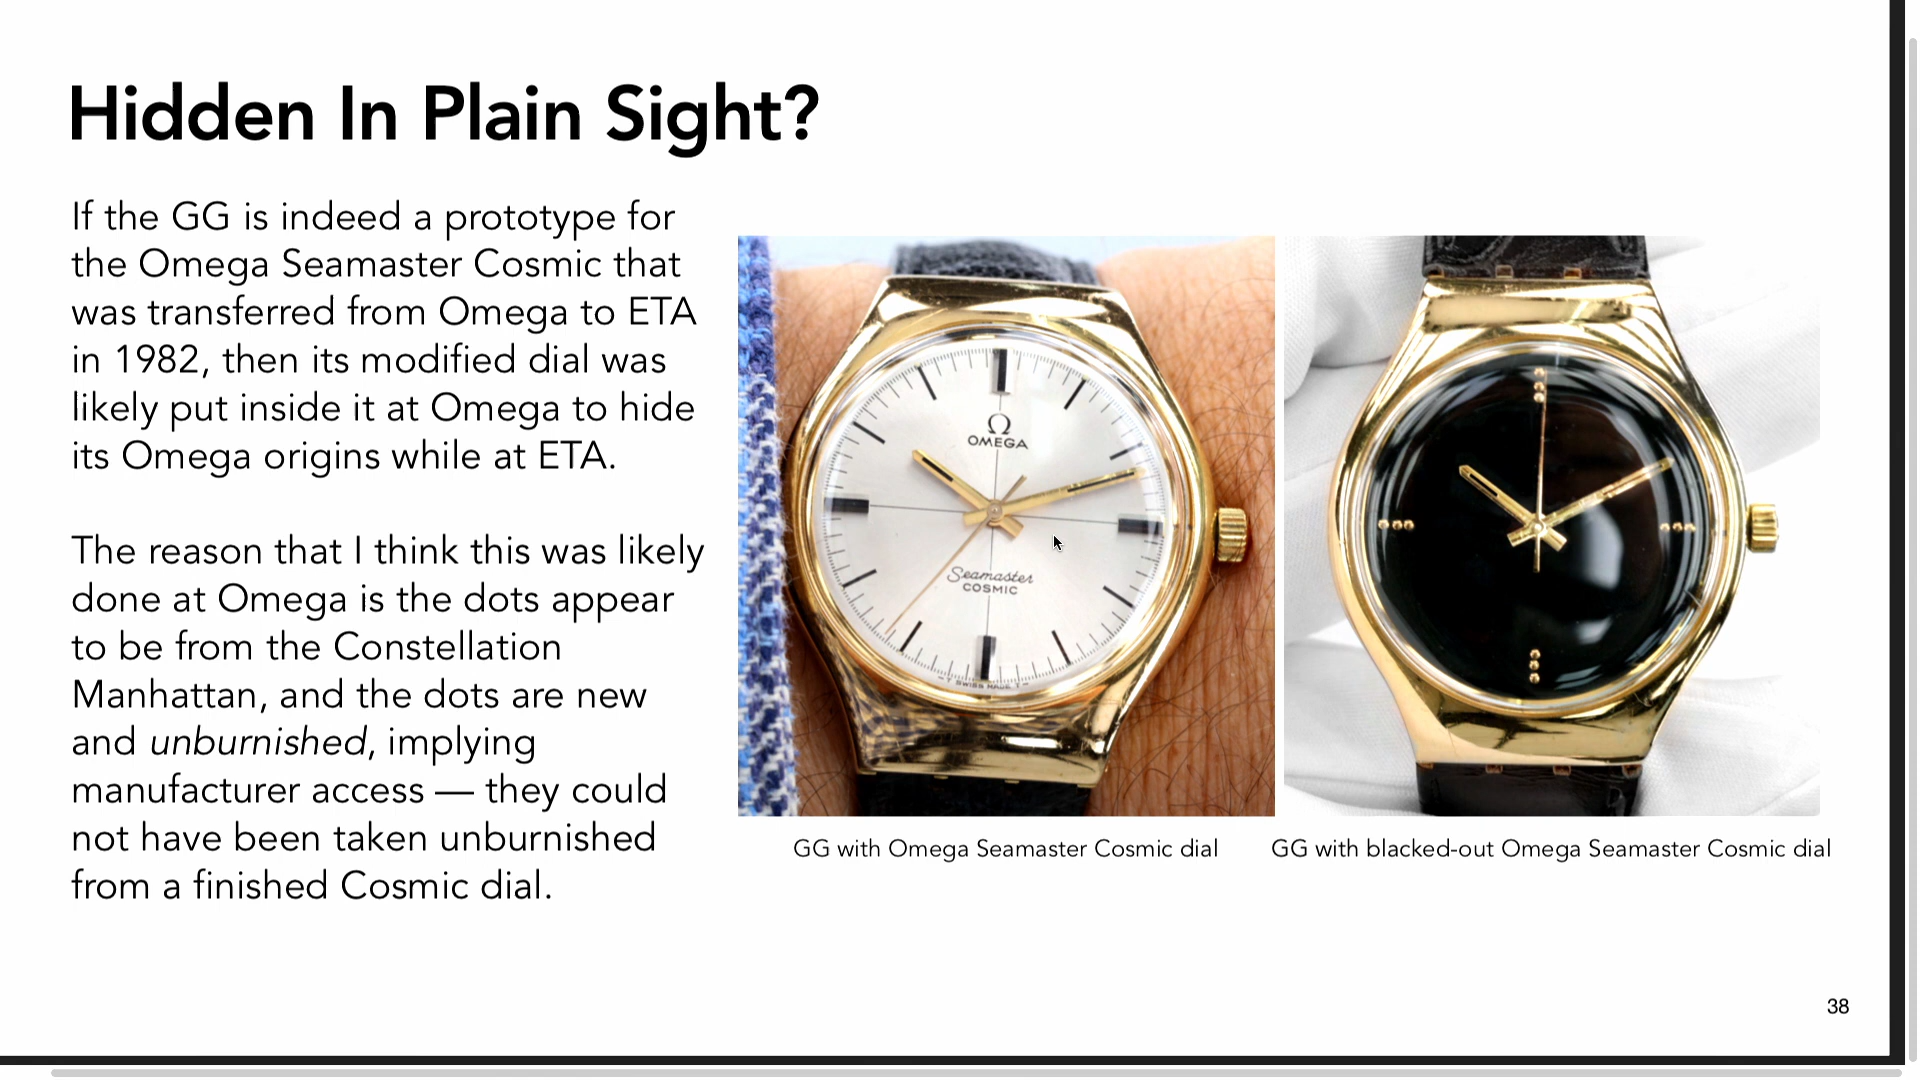 Hidden In Plain Sight?
If the GG is indeed a prototype for
the Omega Seamaster Cosmic that
was transferred from Omega to ETA
in 1982, then its modified dial was
likely put inside it at Omega to hide
its Omega origins while at ETA.
The reason that I think this was likely
done at Omega is the dots appear
to be from the Constellation
Manhattan, and the dots are new
and unburnished, implying
manufacturer access — they could
not have been taken unburnished
from a finished Cosmic dial.
Ω
OMEGA
Seamaster
COSMIC
T SWISS MADE T
GG with Omega Seamaster Cosmic dial
GG with blacked-out Omega Seamaster Cosmic dial
38